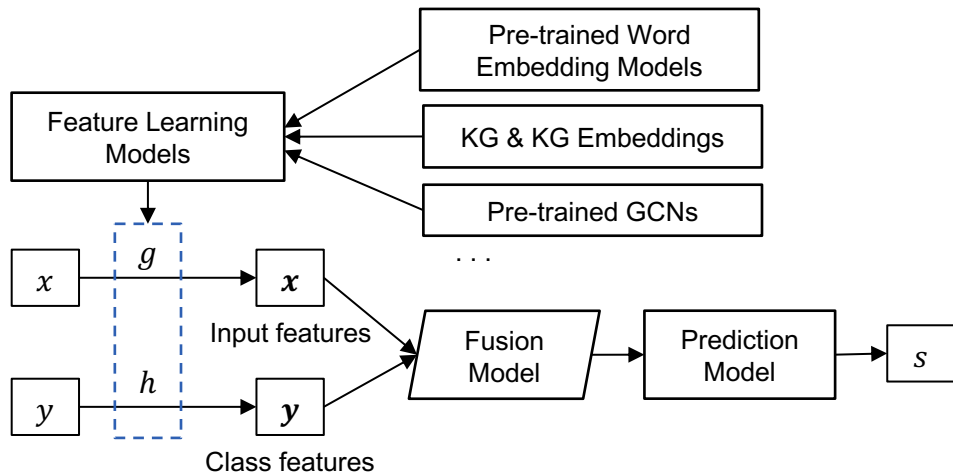 Pre-trained Word
Embedding Models
Feature Learning
Models
KG & KG Embeddings
Pre-trained GCNs
. . .
g
x
x
Input features
Fusion
Model
Prediction
Model
s
h
y
y
Class features